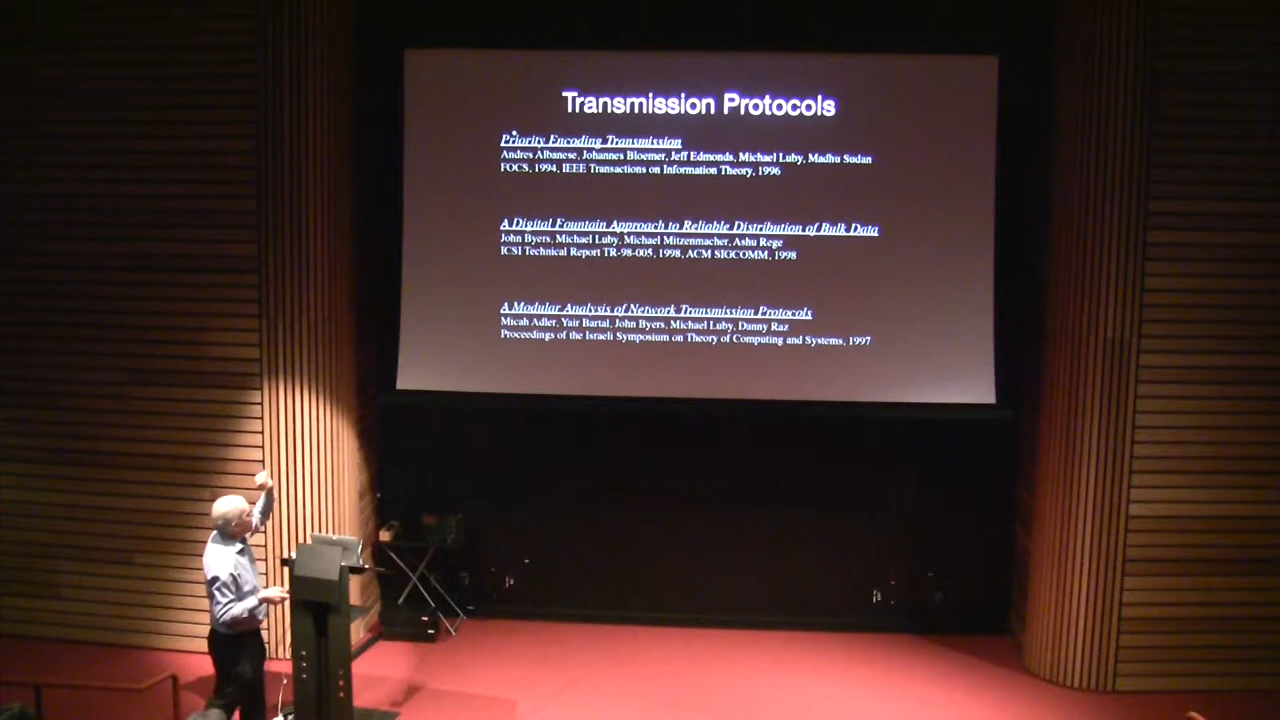 Transmission Protocols
Priority Encoding Transmission
Andres Albanese, Johannes Bloemer, Jeff Edmonds, Michael Luby, Madhu Sudan
FOCS, 1994, IEEE Transactions on Information Theory, 1996
A Digital Fountain Approach to Reliable Distribution of Bulk Data
John Byers, Michael Luby, Michael Mitzenmacher, Ashu Rege
ICSI Technical Report TR-98-005, 1998, ACM SIGCOMM, 1998
A Modular Analysis of Network Transmission Protocols
Micah Adler, Yair Bartal, John Byers, Michael Luby, Danny Raz
Proceedings of the Israeli Symposium on Theory of Computing and Systems, 1997